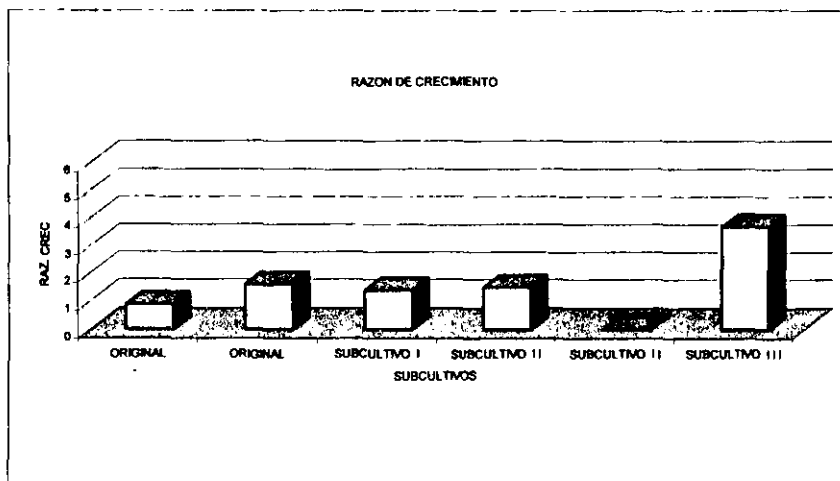 RAZON DE CRECIMIENTO
6
5
4
3
2
1
0
RAZ. CREC
ORIGINAL ORIGINAL SUBCULTIVO I SUBCULTIVO II SUBCULTIVO II SUBCULTIVO III
SUBCULTIVOS